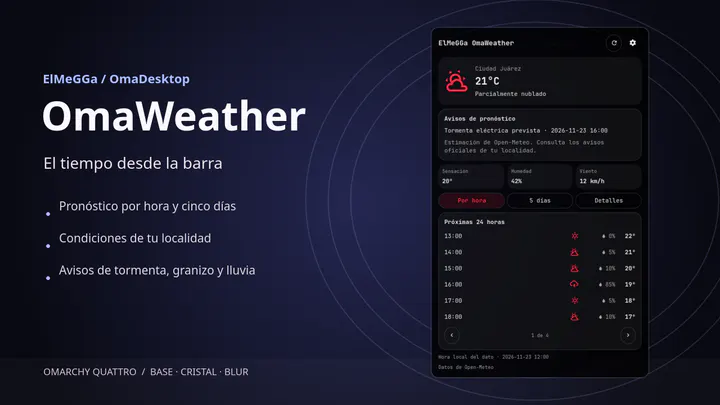 ElMeGGa / OmaDesktop
OmaWeather
El tiempo desde la barra
Pronóstico por hora y cinco días
Condiciones de tu localidad
Avisos de tormenta, granizo y lluvia
OMARCHY QUATTRO / BASE · CRISTAL · BLUR
ElMeGGa OmaWeather
Ciudad Juárez
21°C
Parcialmente nublado
Avisos de pronóstico
Tormenta eléctrica prevista · 2026-11-23 16:00
Estimación de Open-Meteo. Consulta los avisos
oficiales de tu localidad.
Sensación Humedad Viento
20° 42% 12 km/h
Por hora 5 días Detalles
Próximas 24 horas
13:00 0% 22°
14:00 5% 21°
15:00 10% 20°
16:00 85% 19°
17:00 5% 18°
18:00 10% 17°
‹ 1 de 4 ›
Hora local del dato · 2026-11-23 12:00
Datos de Open-Meteo